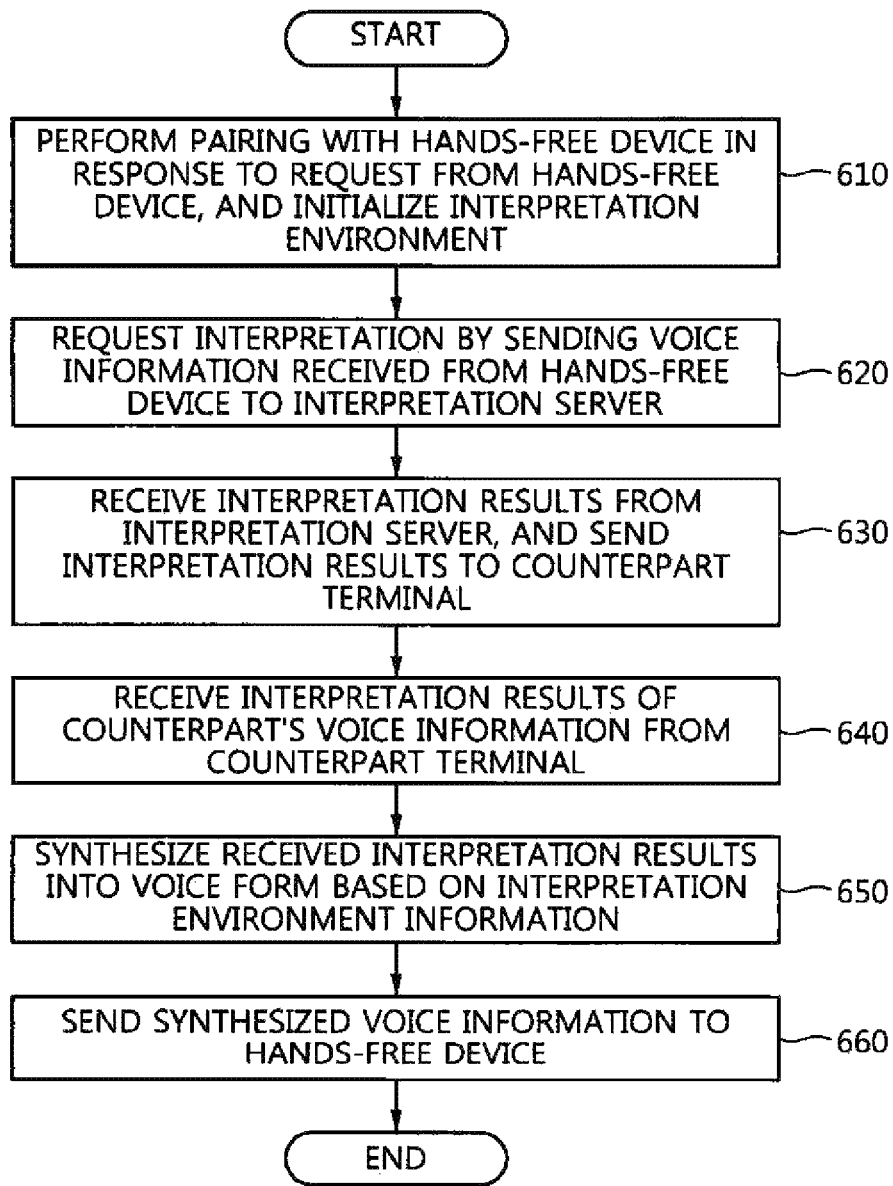 START
PERFORM PAIRING WITH HANDS-FREE DEVICE IN
RESPONSE TO REQUEST FROM HANDS-FREE
DEVICE, AND INITIALIZE INTERPRETATION
ENVIRONMENT
610
REQUEST INTERPRETATION BY SENDING VOICE
INFORMATION RECEIVED FROM HANDS-FREE
DEVICE TO INTERPRETATION SERVER
620
RECEIVE INTERPRETATION RESULTS FROM
INTERPRETATION SERVER, AND SEND
INTERPRETATION RESULTS TO COUNTERPART
TERMINAL
630
RECEIVE INTERPRETATION RESULTS OF
COUNTERPART'S VOICE INFORMATION FROM
COUNTERPART TERMINAL
640
SYNTHESIZE RECEIVED INTERPRETATION RESULTS
INTO VOICE FORM BASED ON INTERPRETATION
ENVIRONMENT INFORMATION
650
SEND SYNTHESIZED VOICE INFORMATION TO
HANDS-FREE DEVICE
660
END